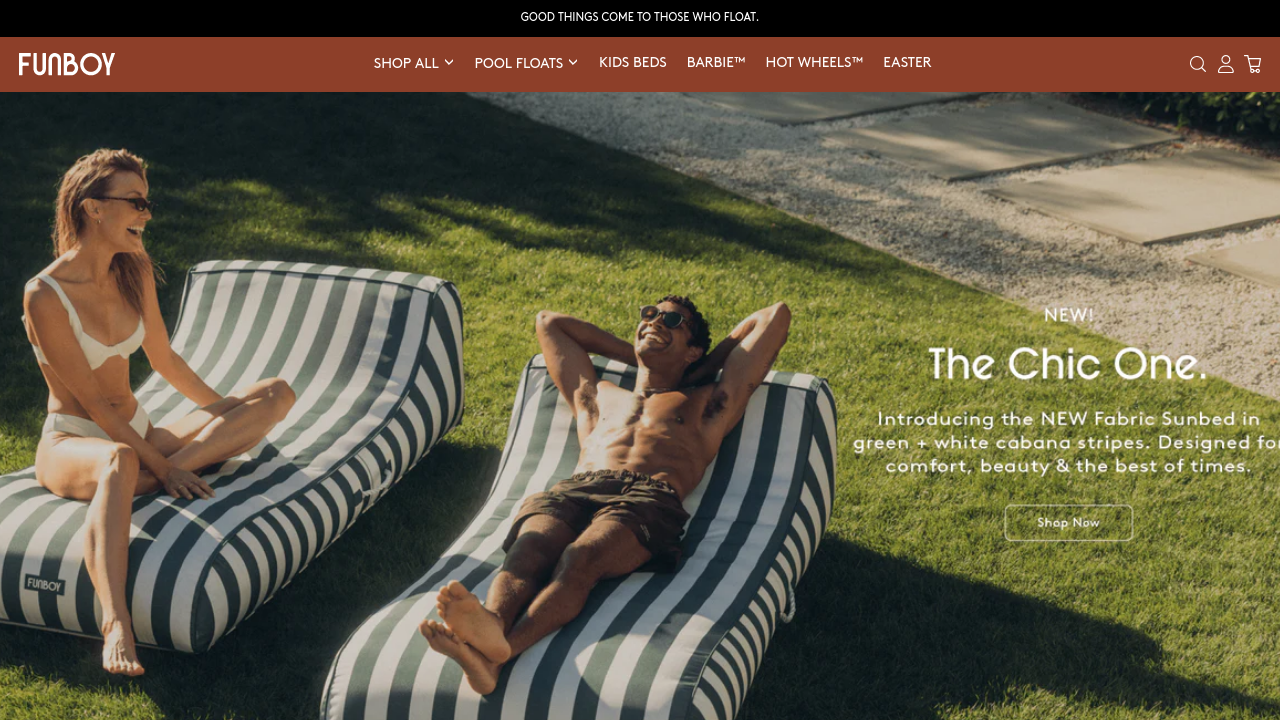 GOOD THINGS COME TO THOSE WHO FLOAT.
FUNBOY
SHOP ALL
POOL FLOATS
KIDS BEDS
BARBIE™
HOT WHEELS™
EASTER
NEW!
The Chic One.
Introducing the NEW Fabric Sunbed in
green + white cabana stripes. Designed for
comfort, beauty & the best of times.
Shop Now
FUNBOY